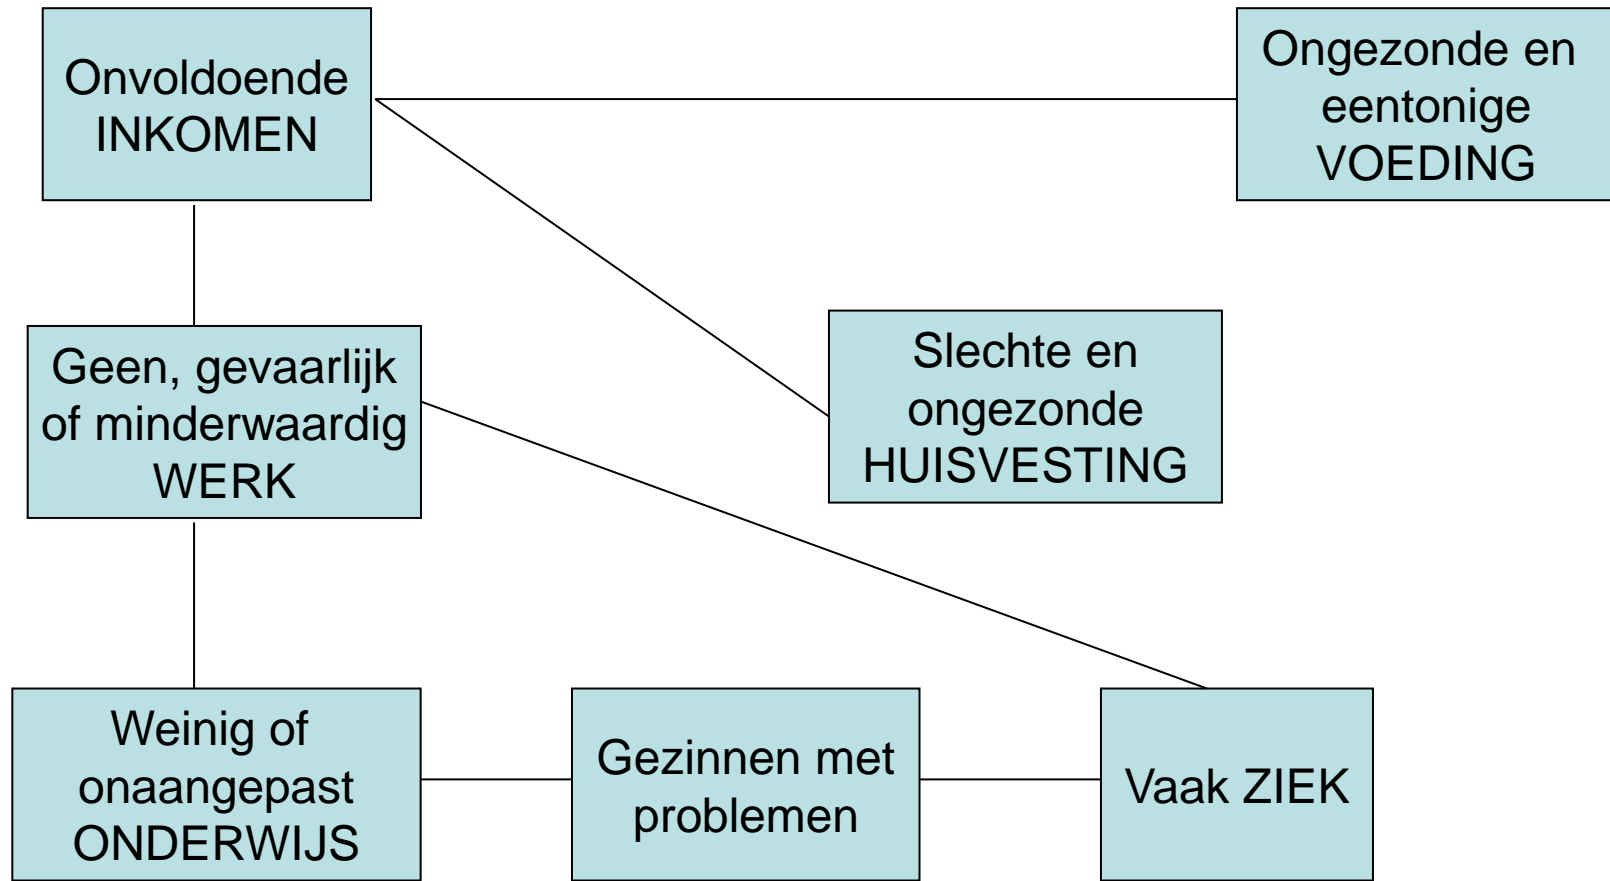 Onvoldoende
INKOMEN
Ongezonde en
eentonige
VOEDING
Geen, gevaarlijk
of minderwaardig
WERK
Slechte en
ongezonde
HUISVESTING
Weinig of
onaangepast
ONDERWIJS
Gezinnen met
problemen
Vaak ZIEK